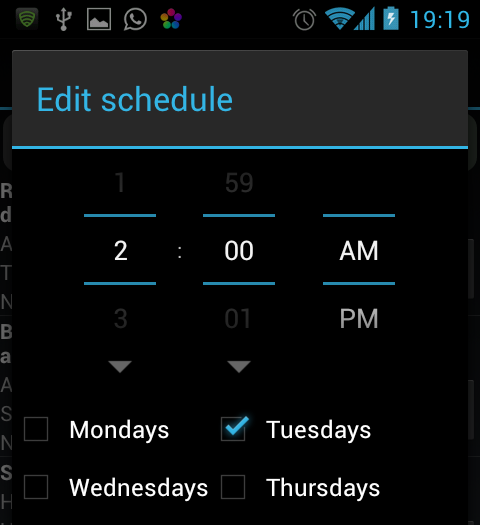 19:19
Edit schedule
1 59
2 : 00 AM
3 01 PM
Mondays Tuesdays
Wednesdays Thursdays
R
d
A
T
N
B
a
A
S
N
S
H